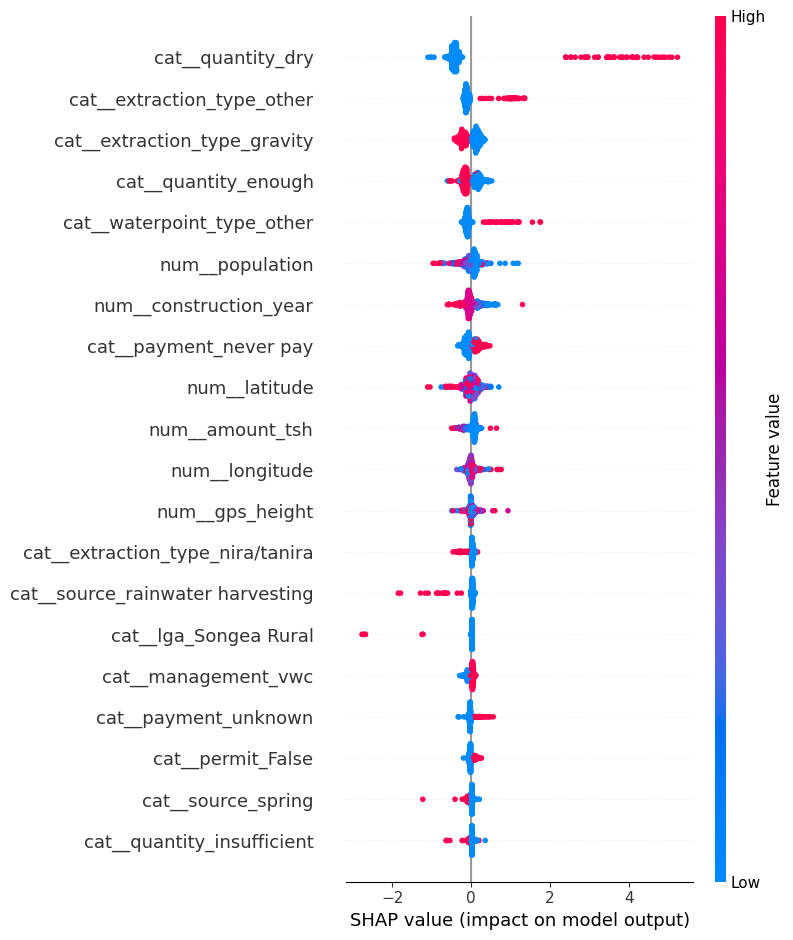 High
cat__quantity_dry
cat__extraction_type_other
cat__extraction_type_gravity
cat__quantity_enough
cat__waterpoint_type_other
num__population
num__construction_year
cat__payment_never pay
num__latitude
num__amount_tsh
num__longitude
num__gps_height
cat__extraction_type_nira/tanira
cat__source_rainwater harvesting
cat__lga_Songea Rural
cat__management_vwc
cat__payment_unknown
cat__permit_False
cat__source_spring
cat__quantity_insufficient
Feature value
Low
−2 0 2 4
SHAP value (impact on model output)